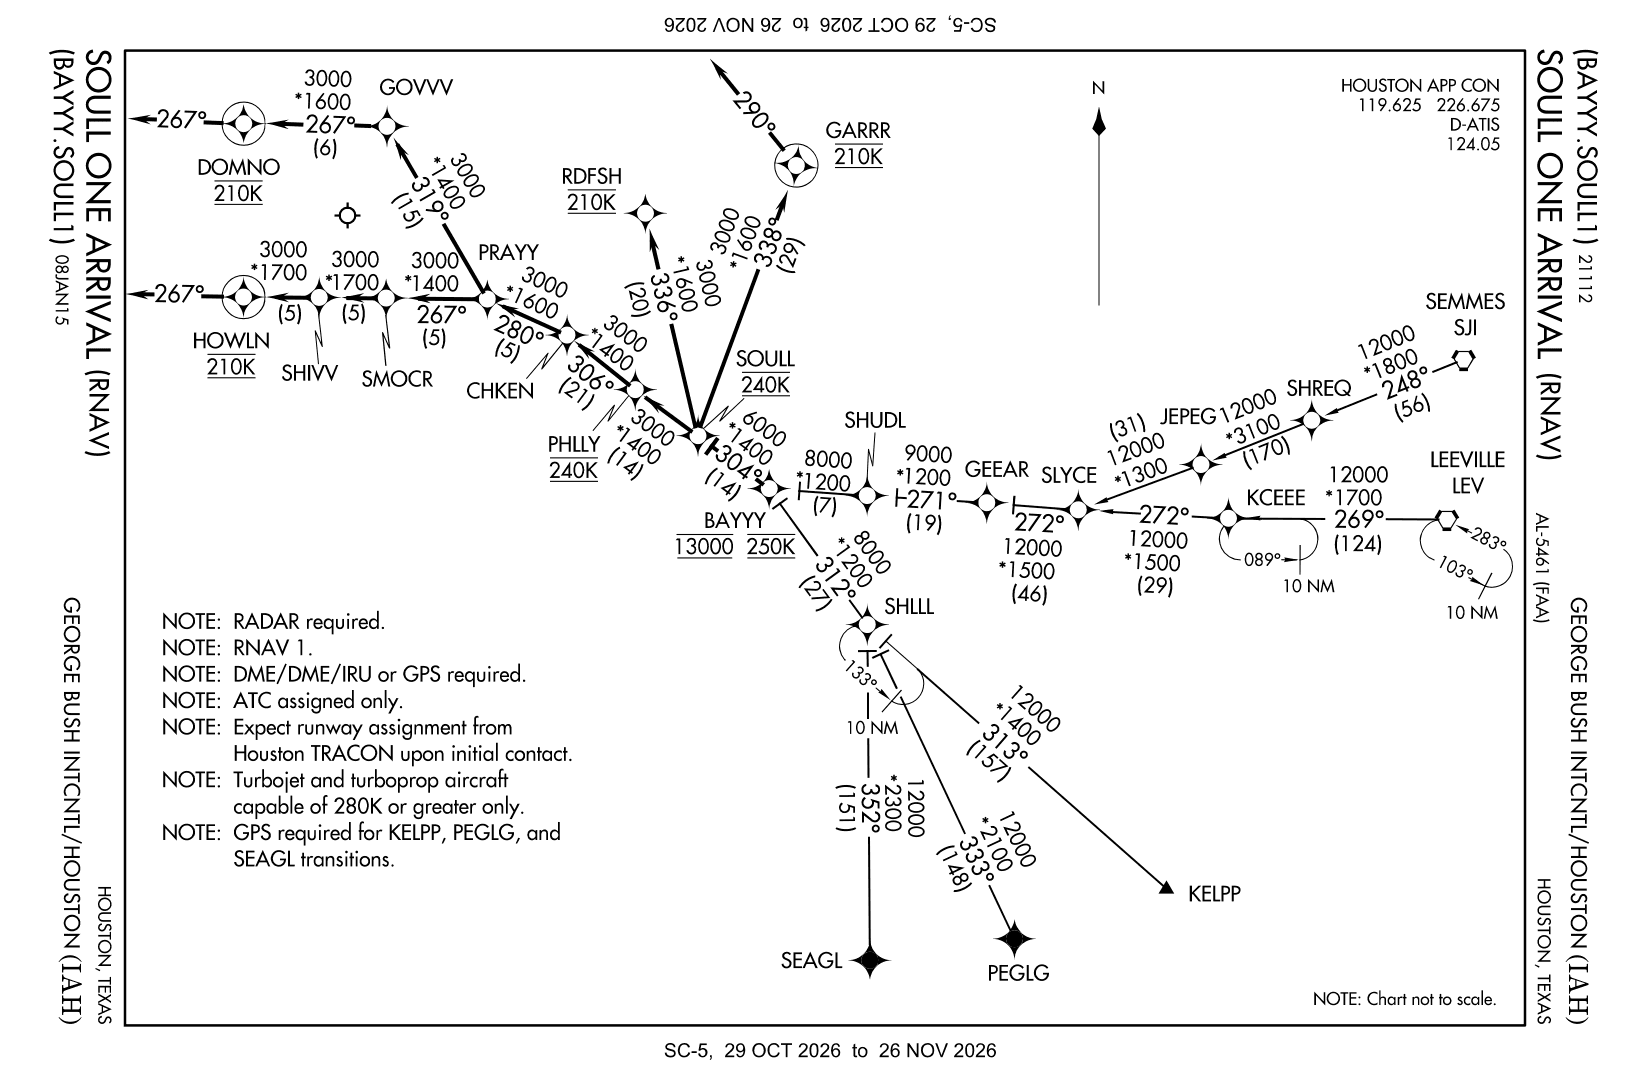 SC-5, 29 OCT 2026 to 26 NOV 2026
(BAYYY.SOULL1) 08JAN15
SOULL ONE ARRIVAL (RNAV)
GEORGE BUSH INTCNTL/HOUSTON (IAH)
HOUSTON, TEXAS
(BAYYY.SOULL1) 21112
SOULL ONE ARRIVAL (RNAV)
AL-5461 (FAA)
GEORGE BUSH INTCNTL/HOUSTON (IAH)
HOUSTON, TEXAS
HOUSTON APP CON
119.625 226.675
D-ATIS
124.05
N
267°
DOMNO
210K
3000
*1600
267°
(6)
GOVVV
3000
*1400
319°
(15)
267°
HOWLN
210K
3000
*1700
(5)
SHIVV
3000
*1700
(5)
SMOCR
3000
*1400
267°
(5)
PRAYY
3000
*1600
280°
(5)
CHKEN
3000
*1400
306°
(21)
PHLLY
240K
3000
*1400
(14)
RDFSH
210K
3000
*1600
336°
(20)
290°
GARRR
210K
3000
*1600
338°
(29)
SOULL
240K
6000
*1400
304°
(14)
BAYYY
13000 250K
8000
*1200
(7)
SHUDL
9000
*1200
271°
(19)
GEEAR
272°
12000
*1500
(46)
SLYCE
(31)
12000
*1300
JEPEG
12000
*3100
(170)
SHREQ
12000
*1800
248°
(56)
SEMMES
SJI
272°
12000
*1500
(29)
KCEEE
089°
10 NM
12000
*1700
269°
(124)
LEEVILLE
LEV
283°
103°
10 NM
8000
*1200
312°
(27)
SHLLL
133°
10 NM
12000
*1400
313°
(157)
KELPP
12000
*2100
333°
(148)
PEGLG
12000
*2300
352°
(151)
SEAGL
NOTE: RADAR required.
NOTE: RNAV 1.
NOTE: DME/DME/IRU or GPS required.
NOTE: ATC assigned only.
NOTE: Expect runway assignment from
Houston TRACON upon initial contact.
NOTE: Turbojet and turboprop aircraft
capable of 280K or greater only.
NOTE: GPS required for KELPP, PEGLG, and
SEAGL transitions.
NOTE: Chart not to scale.
SC-5, 29 OCT 2026 to 26 NOV 2026